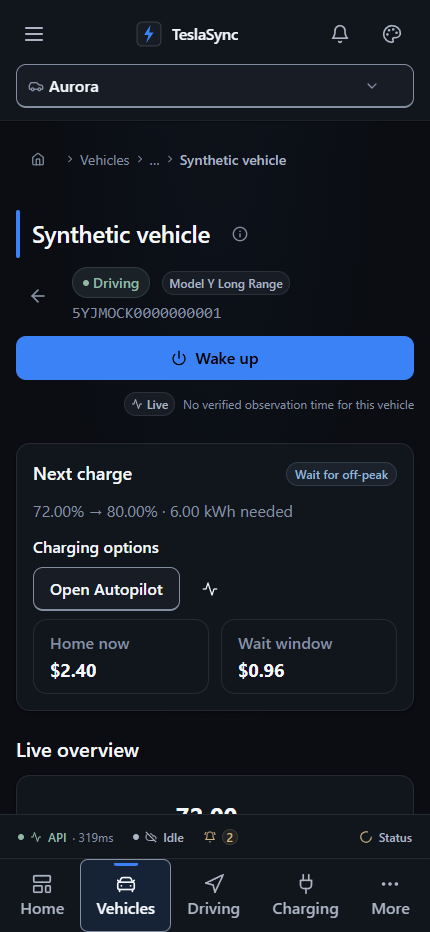 TeslaSync
Aurora
Vehicles ... Synthetic vehicle
Synthetic vehicle
Driving Model Y Long Range
5YJMOCK0000000001
Wake up
Live No verified observation time for this vehicle
Next charge Wait for off-peak
72.00% → 80.00% · 6.00 kWh needed
Charging options
Open Autopilot
Home now Wait window
$2.40 $0.96
Live overview
72.00
API · 319ms Idle 2 Status
Home Vehicles Driving Charging More